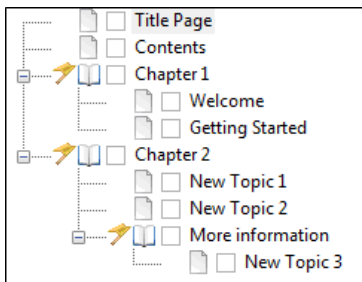 Title Page
Contents
Chapter 1
Welcome
Getting Started
Chapter 2
New Topic 1
New Topic 2
More information
New Topic 3